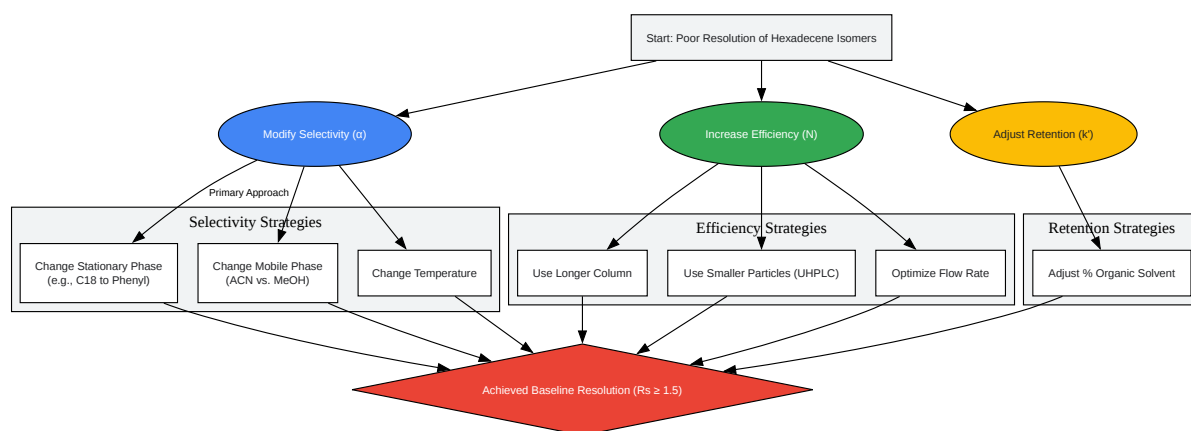 Start: Poor Resolution of Hexadecene Isomers
Modify Selectivity (α)
Increase Efficiency (N)
Adjust Retention (k')
Primary Approach
Selectivity Strategies
Efficiency Strategies
Retention Strategies
Change Stationary Phase
(e.g., C18 to Phenyl)
Change Mobile Phase
(ACN vs. MeOH)
Change Temperature
Use Longer Column
Use Smaller Particles (UHPLC)
Optimize Flow Rate
Adjust % Organic Solvent
Achieved Baseline Resolution (Rs ≥ 1.5)